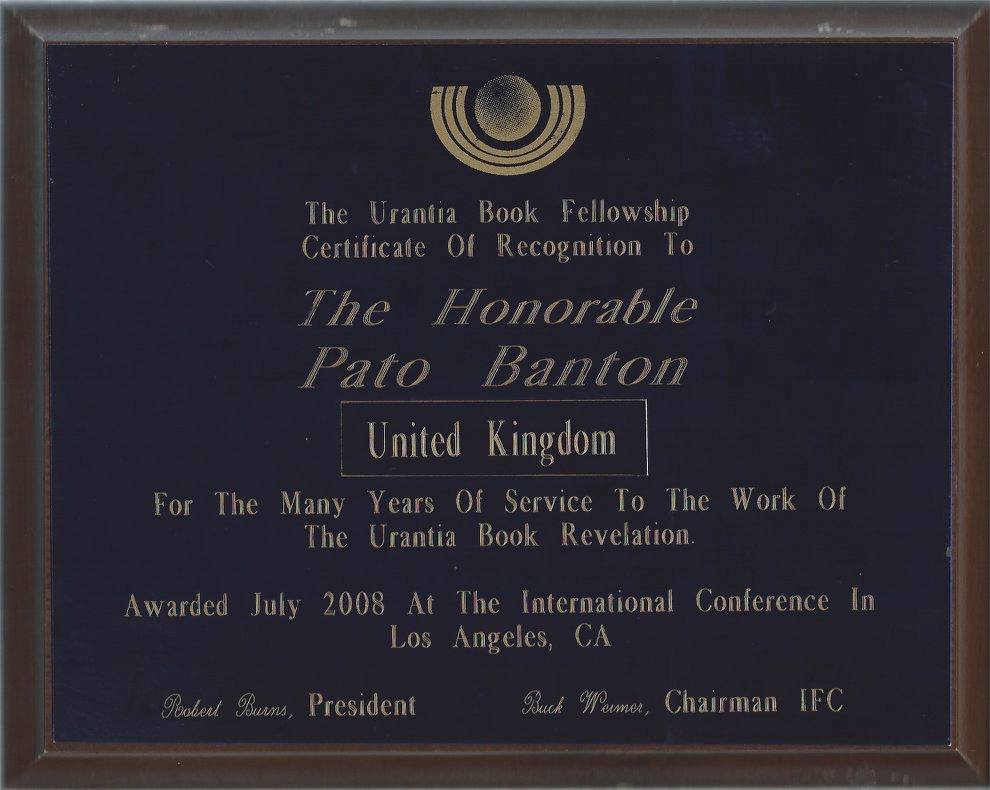 The Urantia Book Fellowship
Certificate Of Recognition To
The Honorable
Pato Banton
United Kingdom
For The Many Years Of Service To The Work Of
The Urantia Book Revelation.
Awarded July 2008 At The International Conference In
Los Angeles, CA
Robert Burns, President Buck Weimer, Chairman IFC